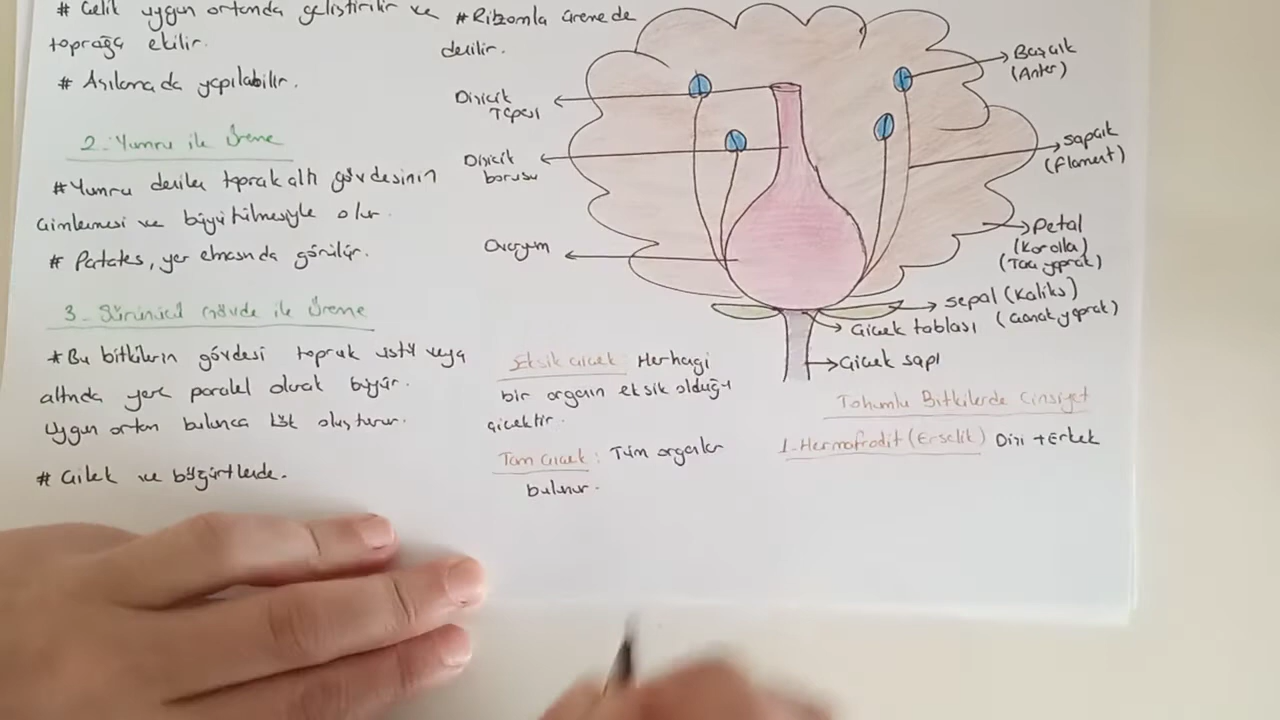 # Çelik uygun ortamda geliştirilir ve
toprağa ekilir.
# Aşılama da yapılabilir.
2- Yumru ile Üreme
# Yumru denilen toprak altı gövdesinin
çimlenmesi ve büyütülmesiyle olur.
# Patates, yer elmasında görülür.
3- Sürünücü Gövde ile Üreme
* Bu bitkilerin gövdesi toprak üstü veya
altında yere paralel olarak büyür.
Uygun ortam bulunca kök oluşturur.
# Çilek ve böğürtlende.
# Rizomla üreme de
denilir.
Dişicik
Tepesi
Dişicik
borusu
Ovaryum
Başçık
(Anter)
sapçık
(filament)
Petal
(Korolla)
(Taç yaprak)
Sepal (Kaliks)
(Çanak yaprak)
Çiçek tablası
Çiçek sapı
Eksik çiçek: Herhangi
bir organın eksik olduğu
çiçektir.
Tam Çiçek: Tüm organlar
bulunur.
Tohumlu Bitkilerde Cinsiyet
1-Hermafrodit (Erselik) Dişi + Erkek